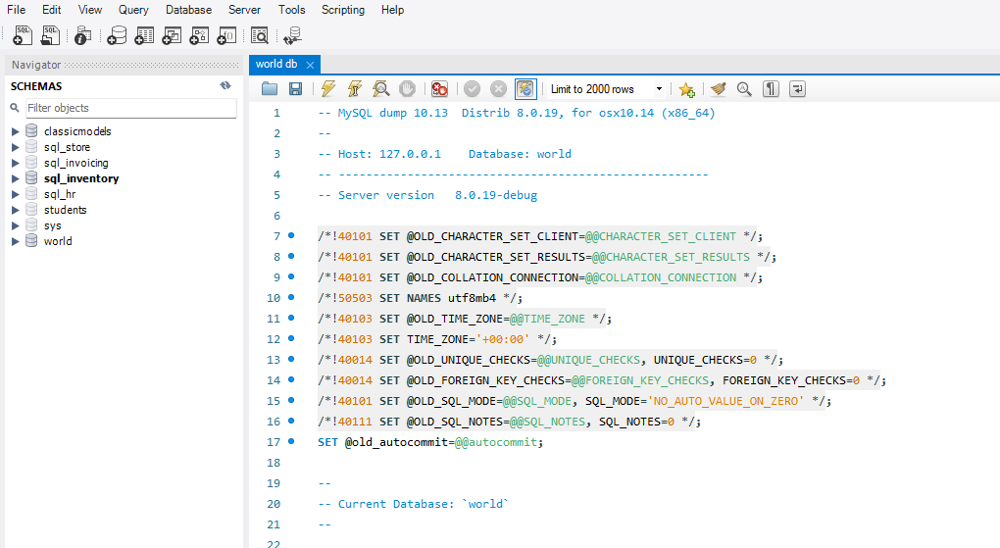 File Edit View Query Database Server Tools Scripting Help
Navigator
SCHEMAS
Filter objects
classicmodels
sql_store
sql_invoicing
sql_inventory
sql_hr
students
sys
world
world db
Limit to 2000 rows
1 -- MySQL dump 10.13  Distrib 8.0.19, for osx10.14 (x86_64)
2 --
3 -- Host: 127.0.0.1    Database: world
4 -- ------------------------------------------------------
5 -- Server version   8.0.19-debug
6
7 /*!40101 SET @OLD_CHARACTER_SET_CLIENT=@@CHARACTER_SET_CLIENT */;
8 /*!40101 SET @OLD_CHARACTER_SET_RESULTS=@@CHARACTER_SET_RESULTS */;
9 /*!40101 SET @OLD_COLLATION_CONNECTION=@@COLLATION_CONNECTION */;
10 /*!50503 SET NAMES utf8mb4 */;
11 /*!40103 SET @OLD_TIME_ZONE=@@TIME_ZONE */;
12 /*!40103 SET TIME_ZONE='+00:00' */;
13 /*!40014 SET @OLD_UNIQUE_CHECKS=@@UNIQUE_CHECKS, UNIQUE_CHECKS=0 */;
14 /*!40014 SET @OLD_FOREIGN_KEY_CHECKS=@@FOREIGN_KEY_CHECKS, FOREIGN_KEY_CHECKS=0 */;
15 /*!40101 SET @OLD_SQL_MODE=@@SQL_MODE, SQL_MODE='NO_AUTO_VALUE_ON_ZERO' */;
16 /*!40111 SET @OLD_SQL_NOTES=@@SQL_NOTES, SQL_NOTES=0 */;
17 SET @old_autocommit=@@autocommit;
18
19 --
20 -- Current Database: `world`
21 --
22